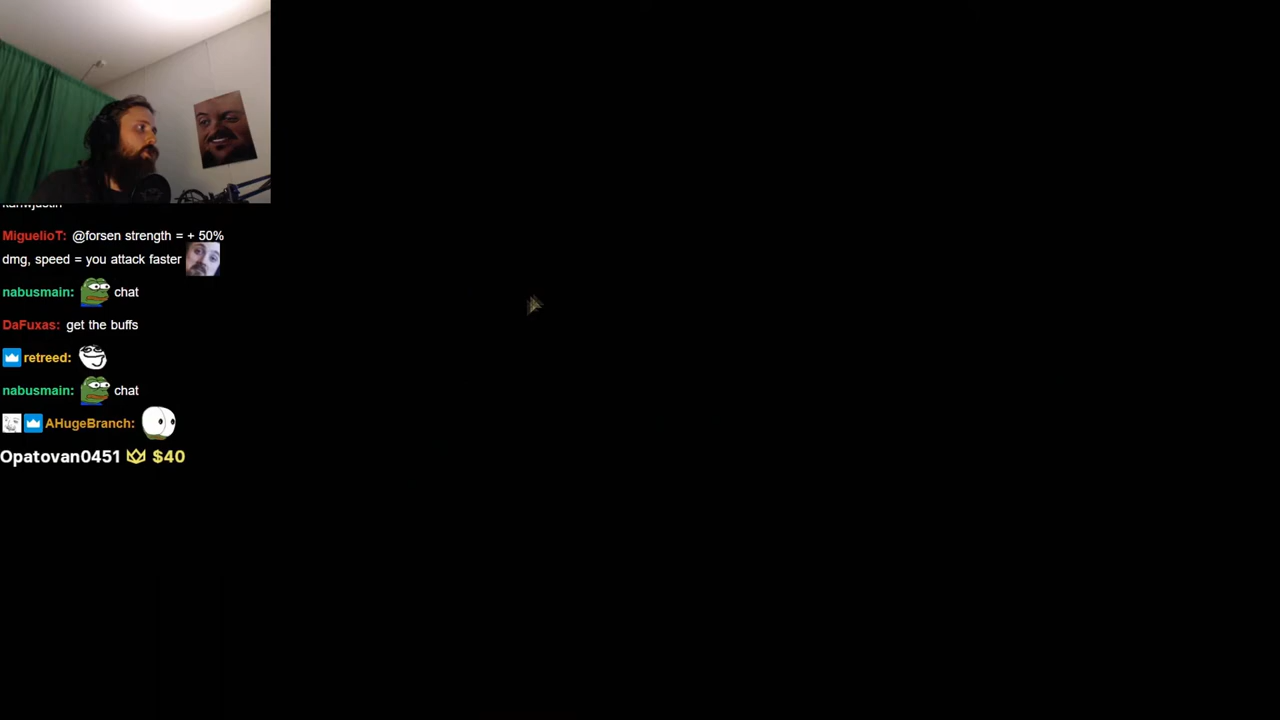 MiguelioT: @forsen strength = + 50%
dmg, speed = you attack faster
nabusmain: chat
DaFuxas: get the buffs
retreed:
nabusmain: chat
AHugeBranch:
Opatovan0451 $40